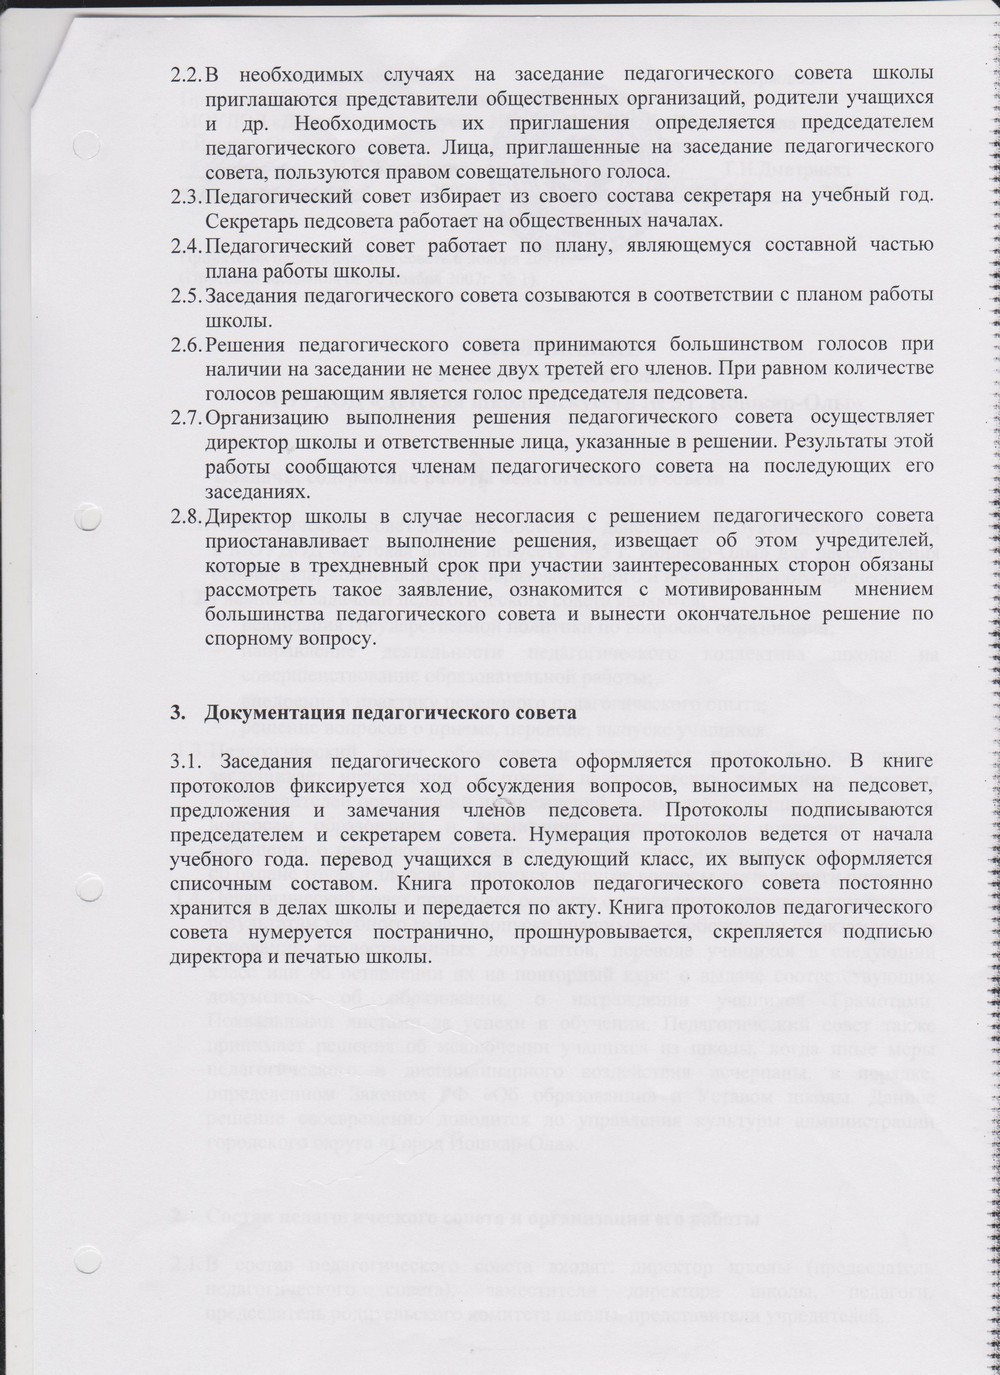 2.2. В необходимых случаях на заседание педагогического совета школы
приглашаются представители общественных организаций, родители учащихся
и др. Необходимость их приглашения определяется председателем
педагогического совета. Лица, приглашенные на заседание педагогического
совета, пользуются правом совещательного голоса.
2.3. Педагогический совет избирает из своего состава секретаря на учебный год.
Секретарь педсовета работает на общественных началах.
2.4. Педагогический совет работает по плану, являющемуся составной частью
плана работы школы.
2.5. Заседания педагогического совета созываются в соответствии с планом работы
школы.
2.6. Решения педагогического совета принимаются большинством голосов при
наличии на заседании не менее двух третей его членов. При равном количестве
голосов решающим является голос председателя педсовета.
2.7. Организацию выполнения решения педагогического совета осуществляет
директор школы и ответственные лица, указанные в решении. Результаты этой
работы сообщаются членам педагогического совета на последующих его
заседаниях.
2.8. Директор школы в случае несогласия с решением педагогического совета
приостанавливает выполнение решения, извещает об этом учредителей,
которые в трехдневный срок при участии заинтересованных сторон обязаны
рассмотреть такое заявление, ознакомится с мотивированным мнением
большинства педагогического совета и вынести окончательное решение по
спорному вопросу.
3. Документация педагогического совета
3.1. Заседания педагогического совета оформляется протокольно. В книге
протоколов фиксируется ход обсуждения вопросов, выносимых на педсовет,
предложения и замечания членов педсовета. Протоколы подписываются
председателем и секретарем совета. Нумерация протоколов ведется от начала
учебного года. перевод учащихся в следующий класс, их выпуск оформляется
списочным составом. Книга протоколов педагогического совета постоянно
хранится в делах школы и передается по акту. Книга протоколов педагогического
совета нумеруется постранично, прошнуровывается, скрепляется подписью
директора и печатью школы.